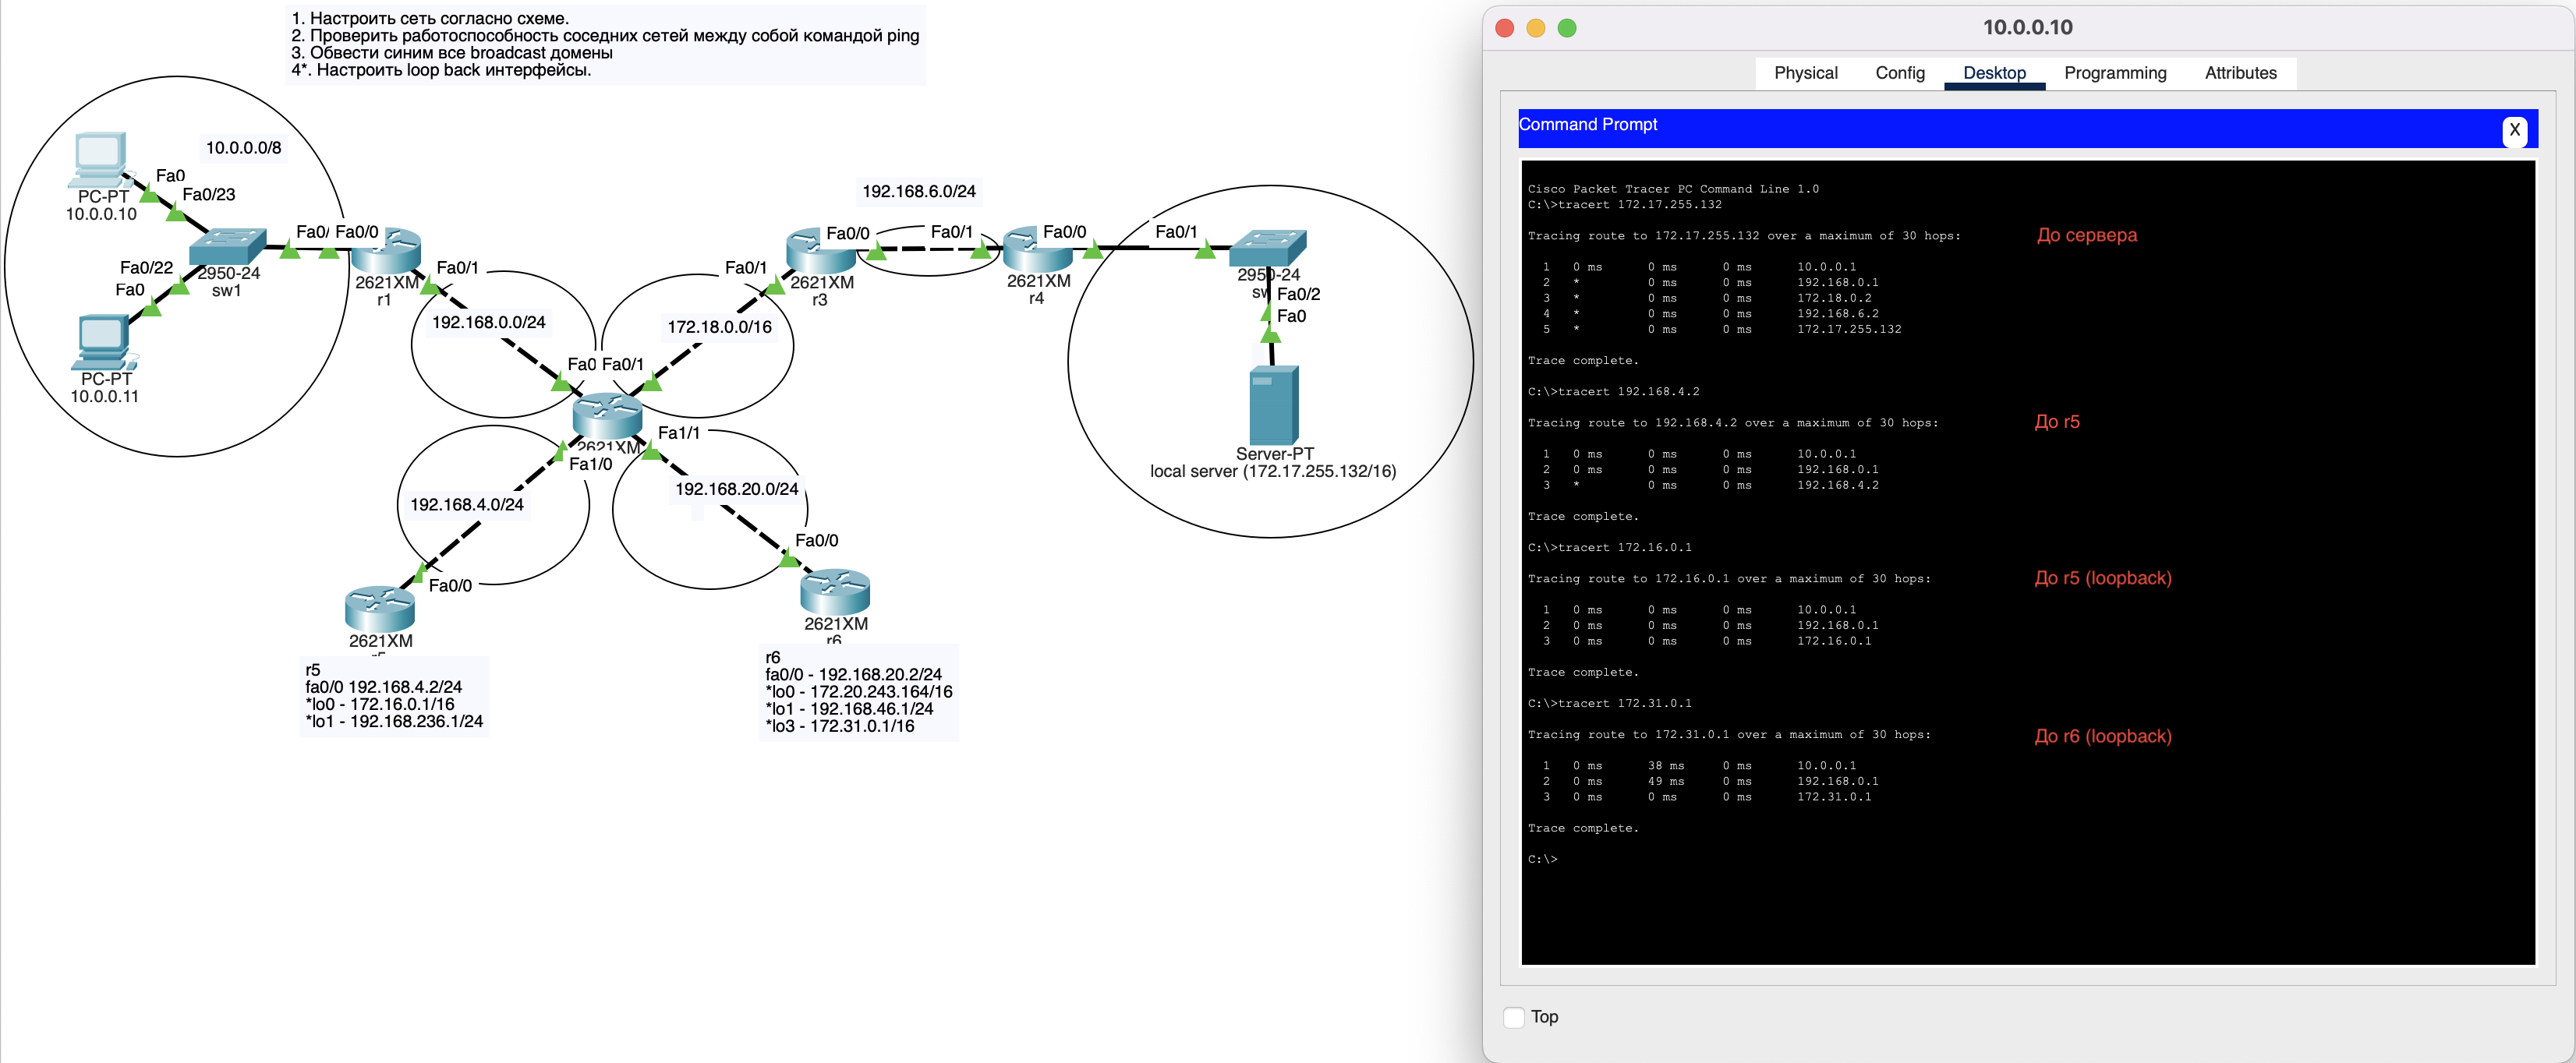 1. Настроить сеть согласно схеме.
2. Проверить работоспособность соседних сетей между собой командой ping
3. Обвести синим все broadcast домены
4*. Настроить loop back интерфейсы.
10.0.0.0/8
Fa0
Fa0/23
PC-PT
10.0.0.10
Fa0/
Fa0/0
2950-24
sw1
Fa0/22
Fa0
PC-PT
10.0.0.11
2621XM
r1
Fa0/1
192.168.0.0/24
Fa0
Fa0/1
172.18.0.0/16
Fa0/1
2621XM
r3
Fa0/0
192.168.6.0/24
Fa0/1
2621XM
r4
Fa0/0
Fa0/1
2950-24
sw
Fa0/2
Fa0
Server-PT
local server (172.17.255.132/16)
2621XM
Fa1/0
Fa1/1
192.168.4.0/24
192.168.20.0/24
Fa0/0
2621XM
Fa0/0
2621XM
r6
r5
fa0/0 192.168.4.2/24
*lo0 - 172.16.0.1/16
*lo1 - 192.168.236.1/24
r6
fa0/0 - 192.168.20.2/24
*lo0 - 172.20.243.164/16
*lo1 - 192.168.46.1/24
*lo3 - 172.31.0.1/16
10.0.0.10
Physical Config Desktop Programming Attributes
Command Prompt
X
Cisco Packet Tracer PC Command Line 1.0
C:\>tracert 172.17.255.132
Tracing route to 172.17.255.132 over a maximum of 30 hops: До сервера
1 0 ms 0 ms 0 ms 10.0.0.1
2 * 0 ms 0 ms 192.168.0.1
3 * 0 ms 0 ms 172.18.0.2
4 * 0 ms 0 ms 192.168.6.2
5 * 0 ms 0 ms 172.17.255.132
Trace complete.
C:\>tracert 192.168.4.2
Tracing route to 192.168.4.2 over a maximum of 30 hops: До r5
1 0 ms 0 ms 0 ms 10.0.0.1
2 0 ms 0 ms 0 ms 192.168.0.1
3 * 0 ms 0 ms 192.168.4.2
Trace complete.
C:\>tracert 172.16.0.1
Tracing route to 172.16.0.1 over a maximum of 30 hops: До r5 (loopback)
1 0 ms 0 ms 0 ms 10.0.0.1
2 0 ms 0 ms 0 ms 192.168.0.1
3 0 ms 0 ms 0 ms 172.16.0.1
Trace complete.
C:\>tracert 172.31.0.1
Tracing route to 172.31.0.1 over a maximum of 30 hops: До r6 (loopback)
1 0 ms 38 ms 0 ms 10.0.0.1
2 0 ms 49 ms 0 ms 192.168.0.1
3 0 ms 0 ms 0 ms 172.31.0.1
Trace complete.
C:\>
Top